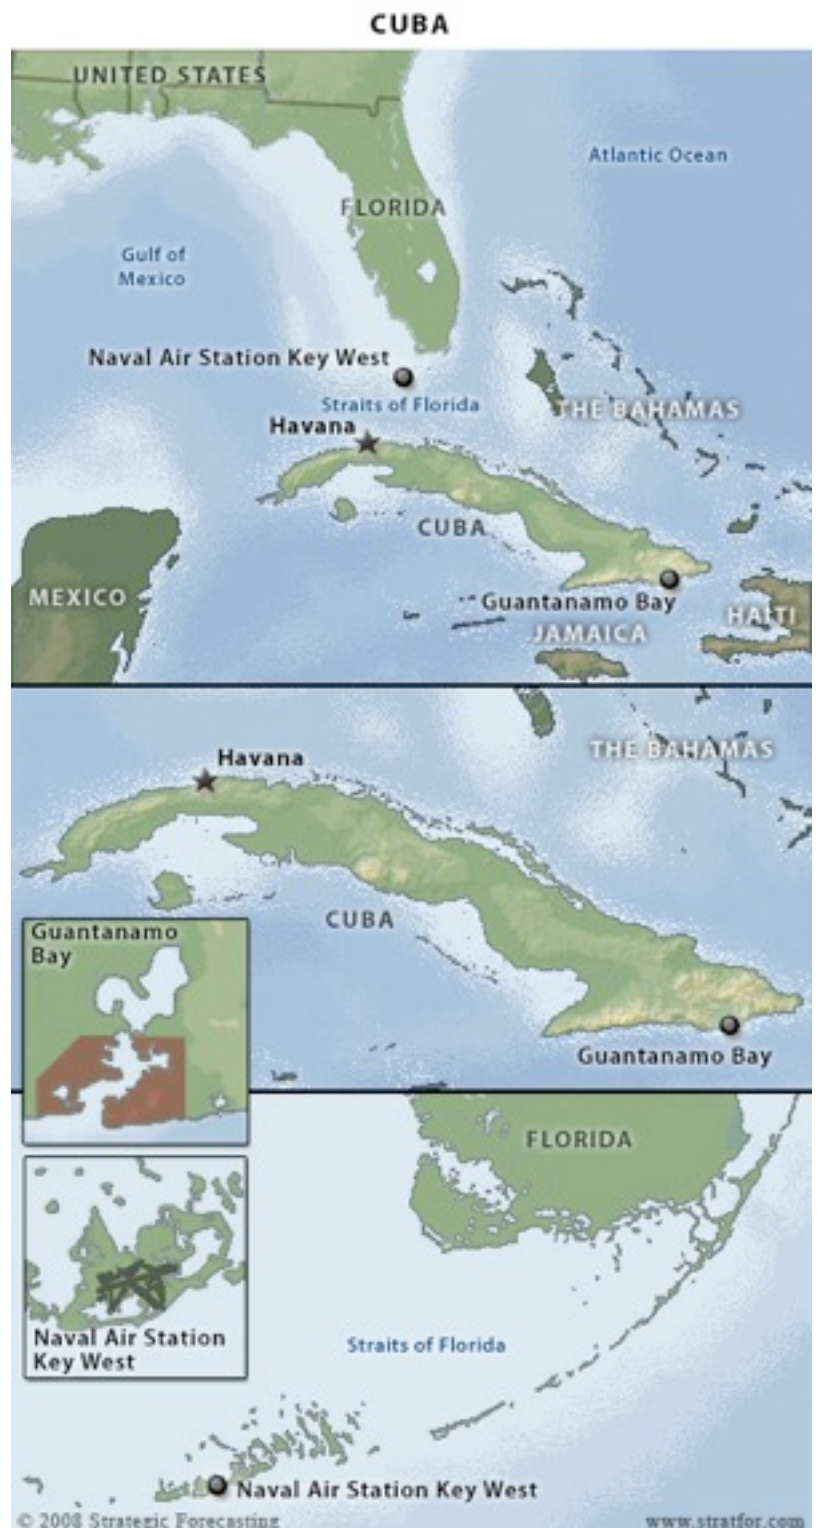 CUBA
UNITED STATES
Atlantic Ocean
FLORIDA
Gulf of
Mexico
Naval Air Station Key West
Straits of Florida
THE BAHAMAS
Havana
CUBA
MEXICO
Guantanamo Bay
HAITI
JAMAICA
Havana
THE BAHAMAS
CUBA
Guantanamo
Bay
Guantanamo Bay
FLORIDA
Naval Air Station
Key West
Straits of Florida
Naval Air Station Key West
© 2008 Strategic Forecasting
www.stratfor.com